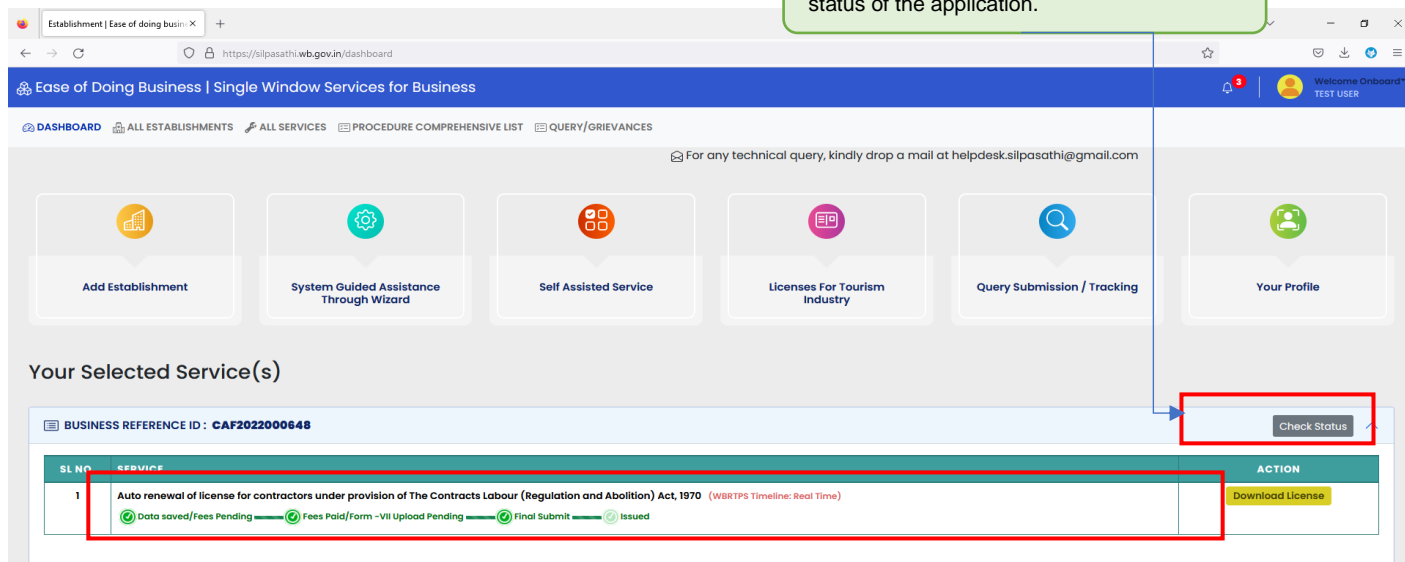 status of the application.
Establishment | Ease of doing busin
https://silpasathi.wb.gov.in/dashboard
Ease of Doing Business | Single Window Services for Business
3
Welcome Onboard"
TEST USER
DASHBOARD ALL ESTABLISHMENTS ALL SERVICES PROCEDURE COMPREHENSIVE LIST QUERY/GRIEVANCES
For any technical query, kindly drop a mail at helpdesk.silpasathi@gmail.com
Add Establishment
System Guided Assistance
Through Wizard
Self Assisted Service
Licenses For Tourism
Industry
Query Submission / Tracking
Your Profile
Your Selected Service(s)
BUSINESS REFERENCE ID : CAF2022000648
Check Status
SL NO SERVICE ACTION
1 Auto renewal of license for contractors under provision of The Contracts Labour (Regulation and Abolition) Act, 1970 (WBRTPS Timeline: Real Time) Download License
Data saved/Fees Pending Fees Paid/Form -VII Upload Pending Final Submit Issued